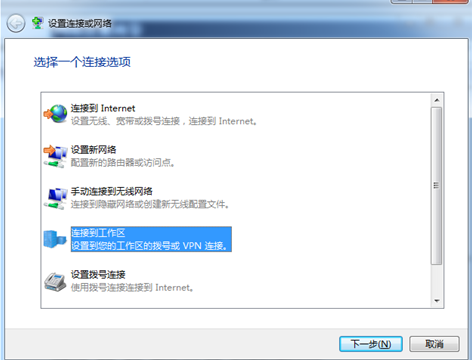 设置连接或网络
选择一个连接选项
连接到 Internet
设置无线、宽带或拨号连接，连接到 Internet。
设置新网络
配置新的路由器或访问点。
手动连接到无线网络
连接到隐藏网络或创建新无线配置文件。
连接到工作区
设置到您的工作区的拨号或 VPN 连接。
设置拨号连接
使用拨号连接连接到 Internet。
下一步(N) 取消